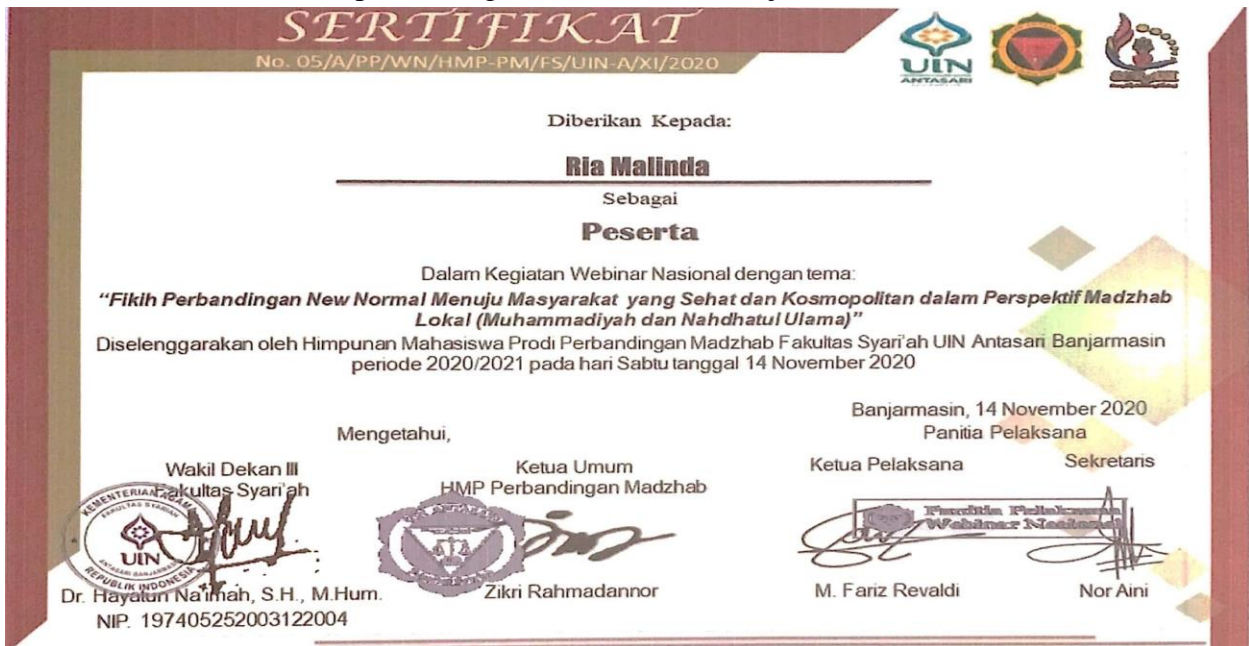 SERTIFIKAT
No. 05/A/PP/WN/HMP-PM/FS/UIN-A/XI/2020
UIN
ANTASARI
Diberikan Kepada:
Ria Malinda
Sebagai
Peserta
Dalam Kegiatan Webinar Nasional dengan tema:
“Fikih Perbandingan New Normal Menuju Masyarakat yang Sehat dan Kosmopolitan dalam Perspektif Madzhab
Lokal (Muhammadiyah dan Nahdhatul Ulama)”
Diselenggarakan oleh Himpunan Mahasiswa Prodi Perbandingan Madzhab Fakultas Syari'ah UIN Antasari Banjarmasin
periode 2020/2021 pada hari Sabtu tanggal 14 November 2020
Banjarmasin, 14 November 2020
Mengetahui,
Panitia Pelaksana
Wakil Dekan III
Fakultas Syari'ah
Ketua Umum
HMP Perbandingan Madzhab
Ketua Pelaksana
Sekretaris
KEMENTERIAN AGAMA
FAKULTAS SYARIAH
UIN
REPUBLIK INDONESIA
Panitia Pelaksana
Webinar Nasional
Dr. Hayatun Na'imah, S.H., M.Hum.
NIP. 197405252003122004
Zikri Rahmadannor
M. Fariz Revaldi
Nor Aini